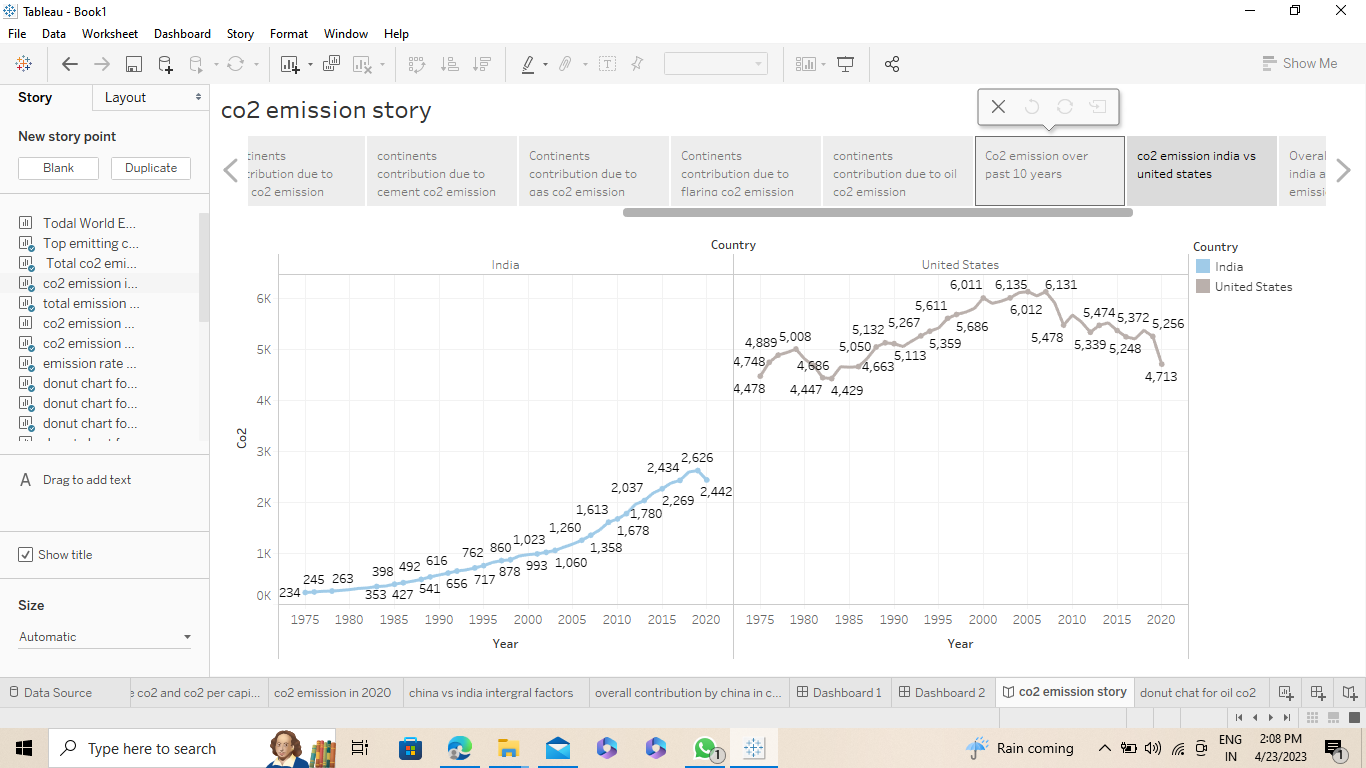 Tableau - Book1
File Data Worksheet Dashboard Story Format Window Help
Show Me
Story Layout
New story point
Blank Duplicate
Todal World E...
Top emitting c...
Total co2 emi...
co2 emission i...
total emission ...
co2 emission ...
co2 emission ...
emission rate ...
donut chart fo...
donut chart fo...
donut chart fo...
A Drag to add text
Show title
Size
Automatic
co2 emission story
tinents
tribution due to
co2 emission
continents
contribution due to
cement co2 emission
Continents
contribution due to
gas co2 emission
Continents
contribution due to
flaring co2 emission
continents
contribution due to oil
co2 emission
Co2 emission over
past 10 years
co2 emission india vs
united states
Overal
india a
emissi
Country
India United States
Co2
6K
5K
4K
3K
2K
1K
0K
234
245
263
353
398
427
492
541
616
656
762
717
860
878
1,023
993
1,260
1,060
1,613
1,358
1,678
2,037
1,780
2,434
2,269
2,626
2,442
4,889
5,008
4,748
4,478
4,686
4,447
4,429
5,132
5,050
4,663
5,267
5,113
5,611
5,359
6,011
5,686
6,135
6,012
6,131
5,478
5,474
5,339
5,372
5,248
5,256
4,713
1975 1980 1985 1990 1995 2000 2005 2010 2015 2020
Year
1975 1980 1985 1990 1995 2000 2005 2010 2015 2020
Year
Country
India
United States
Data Source
e co2 and co2 per capi...
co2 emission in 2020
china vs india intergral factors
overall contribution by china in c...
Dashboard 1
Dashboard 2
co2 emission story
donut chat for oil co2
Type here to search
1
Rain coming
ENG
IN
2:08 PM
4/23/2023
1